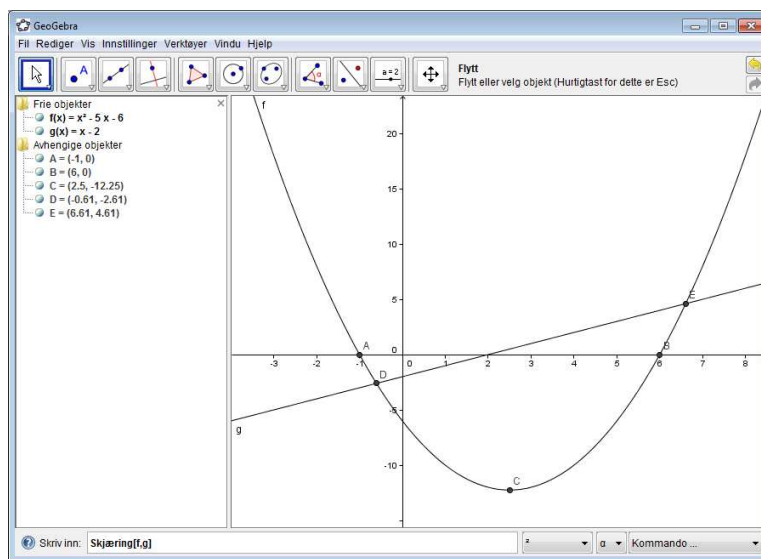 GeoGebra
Fil Rediger Vis Innstillinger Verktøyer Vindu Hjelp
A
α
a = 2
Flytt
Flytt eller velg objekt (Hurtigtast for dette er Esc)
Frie objekter
f(x) = x² - 5 x - 6
g(x) = x - 2
Avhengige objekter
A = (-1, 0)
B = (6, 0)
C = (2.5, -12.25)
D = (-0.61, -2.61)
E = (6.61, 4.61)
f
20
15
10
5
E
A
0
B
-3 -2 -1 0 1 2 3 4 5 6 7 8
D
-5
g
-10
C
Skriv inn: Skjæring[f,g] ² α Kommando ...